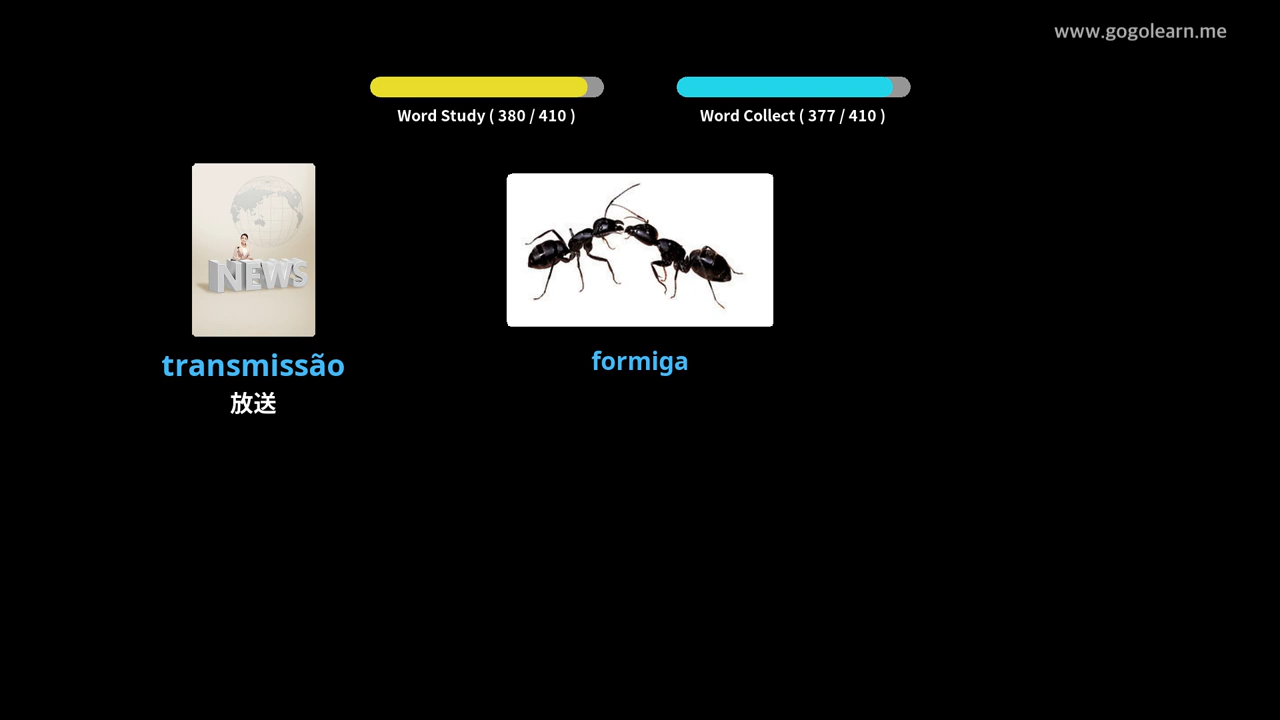 www.gogolearn.me
Word Study ( 380 / 410 )
Word Collect ( 377 / 410 )
NEWS
transmissão
放送
formiga